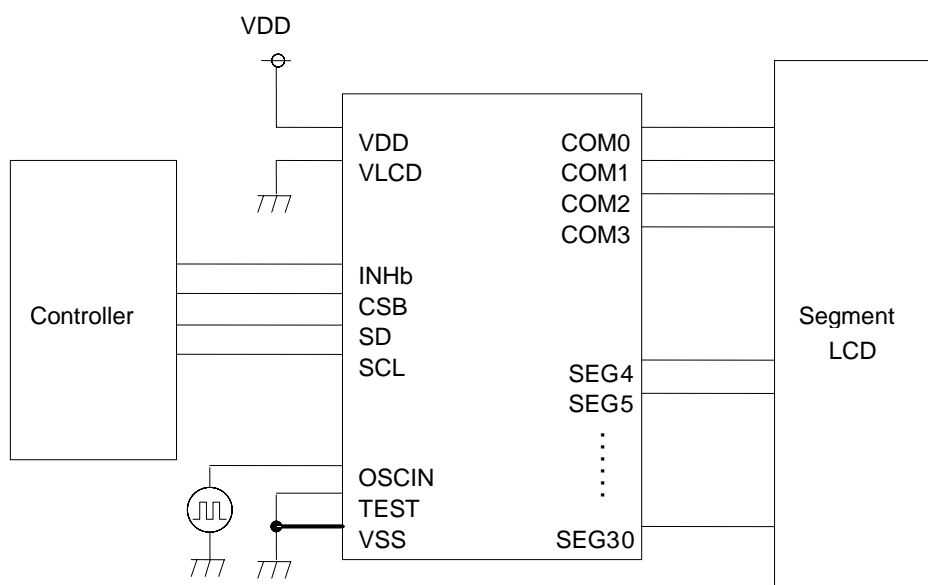 VDD
VDD
VLCD
INHb
CSB
SD
SCL
OSCIN
TEST
VSS
COM0
COM1
COM2
COM3
SEG4
SEG5
SEG30
Controller
Segment
LCD